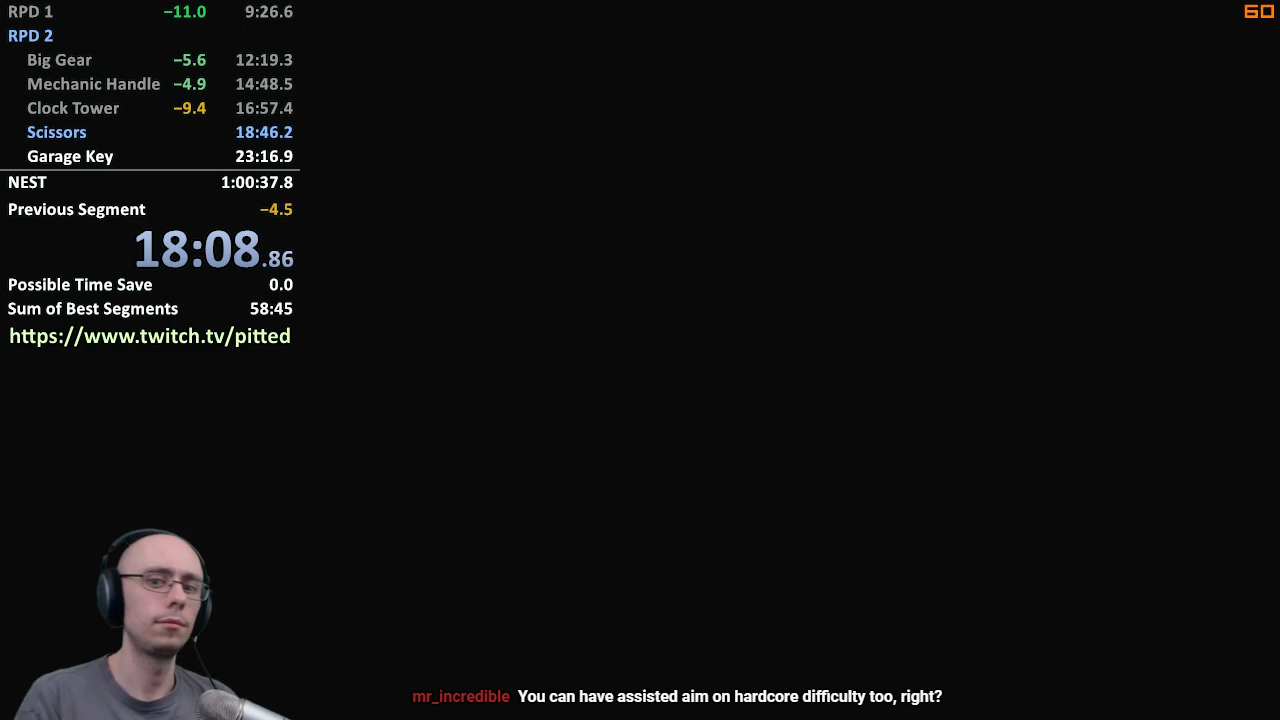 RPD 1 −11.0 9:26.6
RPD 2
Big Gear −5.6 12:19.3
Mechanic Handle −4.9 14:48.5
Clock Tower −9.4 16:57.4
Scissors 18:46.2
Garage Key 23:16.9
NEST 1:00:37.8
Previous Segment −4.5
18:08.86
Possible Time Save 0.0
Sum of Best Segments 58:45
https://www.twitch.tv/pitted
60
mr_incredible You can have assisted aim on hardcore difficulty too, right?